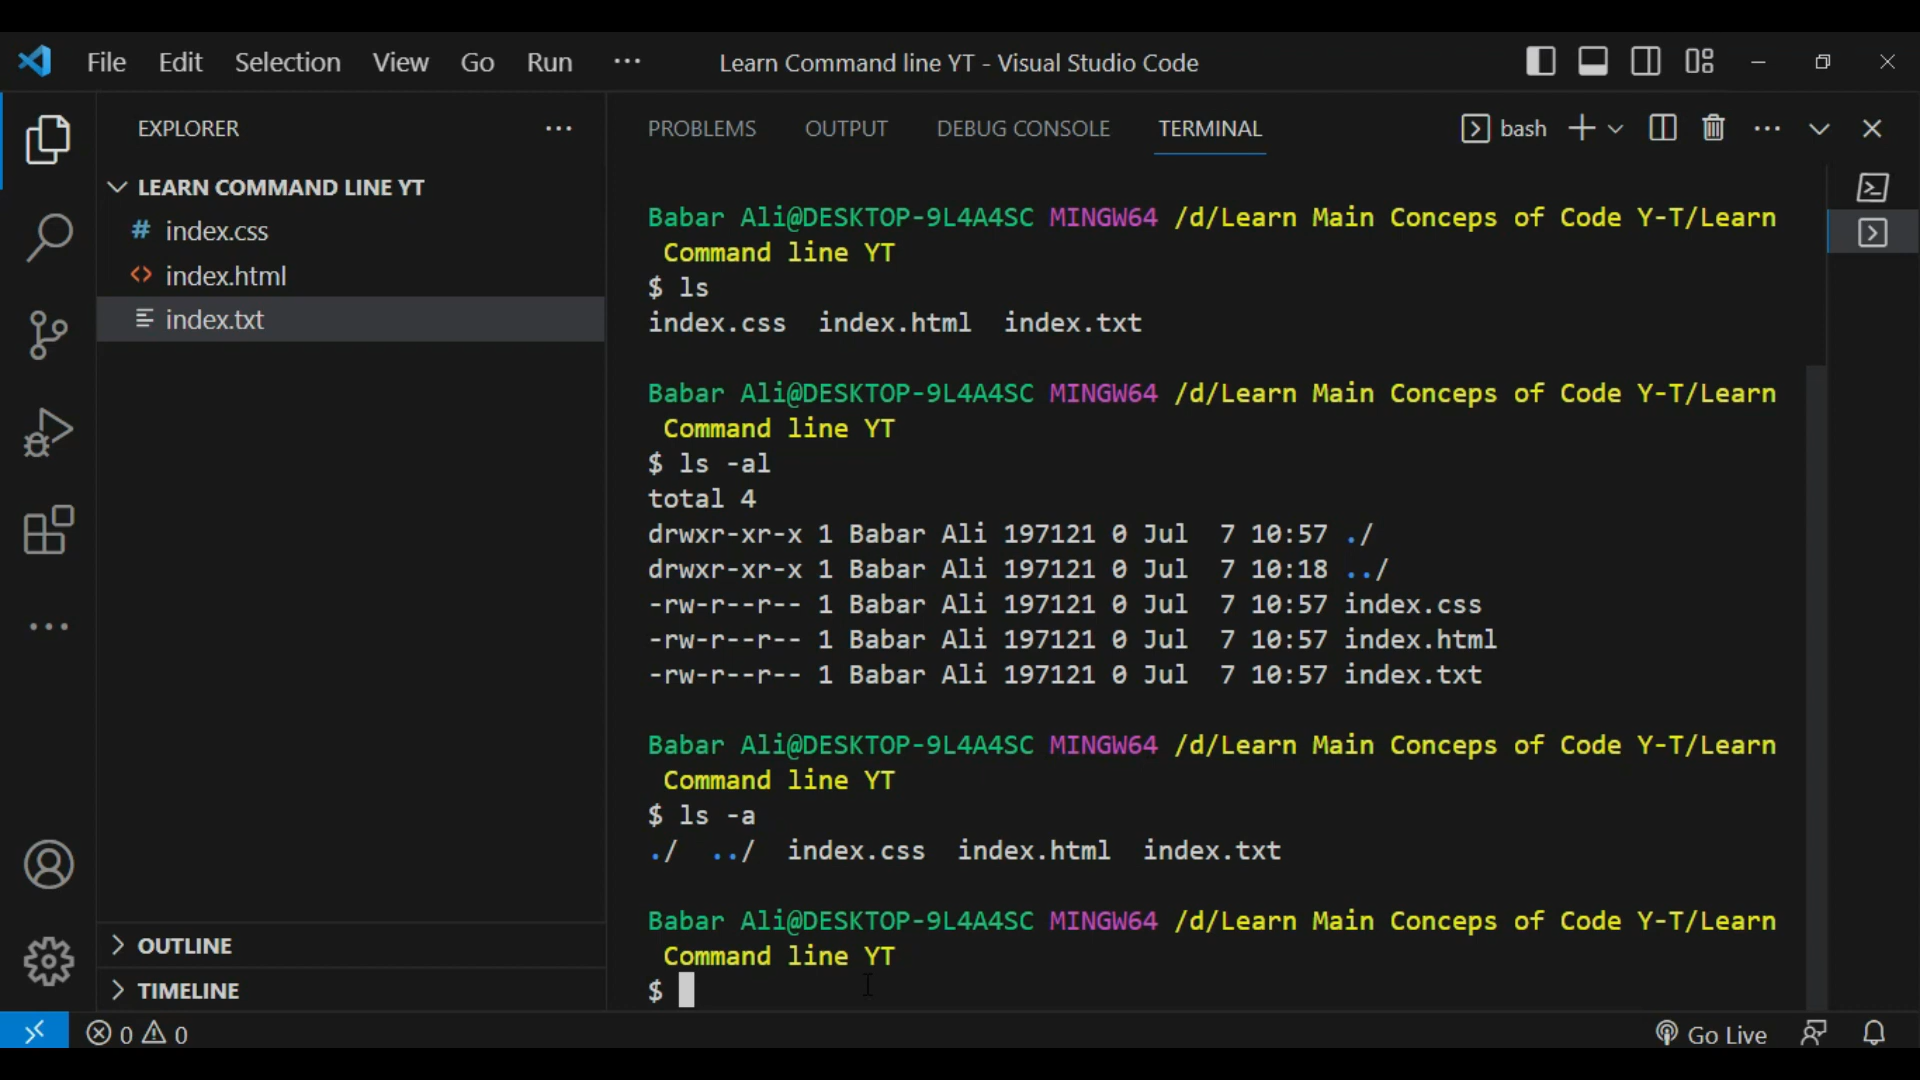 File Edit Selection View Go Run ··· Learn Command line YT - Visual Studio Code
EXPLORER ···
LEARN COMMAND LINE YT
# index.css
<> index.html
index.txt
OUTLINE
TIMELINE
PROBLEMS OUTPUT DEBUG CONSOLE TERMINAL bash
Babar Ali@DESKTOP-9L4A4SC MINGW64 /d/Learn Main Conceps of Code Y-T/Learn
Command line YT
$ ls
index.css index.html index.txt
Babar Ali@DESKTOP-9L4A4SC MINGW64 /d/Learn Main Conceps of Code Y-T/Learn
Command line YT
$ ls -al
total 4
drwxr-xr-x 1 Babar Ali 197121 0 Jul 7 10:57 ./
drwxr-xr-x 1 Babar Ali 197121 0 Jul 7 10:18 ../
-rw-r--r-- 1 Babar Ali 197121 0 Jul 7 10:57 index.css
-rw-r--r-- 1 Babar Ali 197121 0 Jul 7 10:57 index.html
-rw-r--r-- 1 Babar Ali 197121 0 Jul 7 10:57 index.txt
Babar Ali@DESKTOP-9L4A4SC MINGW64 /d/Learn Main Conceps of Code Y-T/Learn
Command line YT
$ ls -a
./ ../ index.css index.html index.txt
Babar Ali@DESKTOP-9L4A4SC MINGW64 /d/Learn Main Conceps of Code Y-T/Learn
Command line YT
$
0 0 Go Live